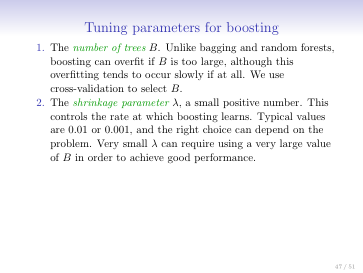 Tuning parameters for boosting
1. The number of trees B. Unlike bagging and random forests,
boosting can overfit if B is too large, although this
overfitting tends to occur slowly if at all. We use
cross-validation to select B.
2. The shrinkage parameter λ, a small positive number. This
controls the rate at which boosting learns. Typical values
are 0.01 or 0.001, and the right choice can depend on the
problem. Very small λ can require using a very large value
of B in order to achieve good performance.
47 / 51